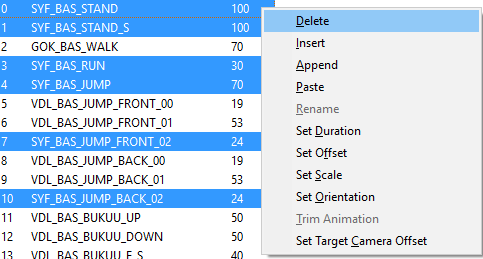 0 SYF_BAS_STAND 100
1 SYF_BAS_STAND_S 100
2 GOK_BAS_WALK 70
3 SYF_BAS_RUN 30
4 SYF_BAS_JUMP 70
5 VDL_BAS_JUMP_FRONT_00 19
6 VDL_BAS_JUMP_FRONT_01 53
7 SYF_BAS_JUMP_FRONT_02 24
8 VDL_BAS_JUMP_BACK_00 19
9 VDL_BAS_JUMP_BACK_01 53
10 SYF_BAS_JUMP_BACK_02 24
11 VDL_BAS_BUKUU_UP 50
12 VDL_BAS_BUKUU_DOWN 50
13 VDL_BAS_BUKUU_F_S 40
Delete
Insert
Append
Paste
Rename
Set Duration
Set Offset
Set Scale
Set Orientation
Trim Animation
Set Target Camera Offset